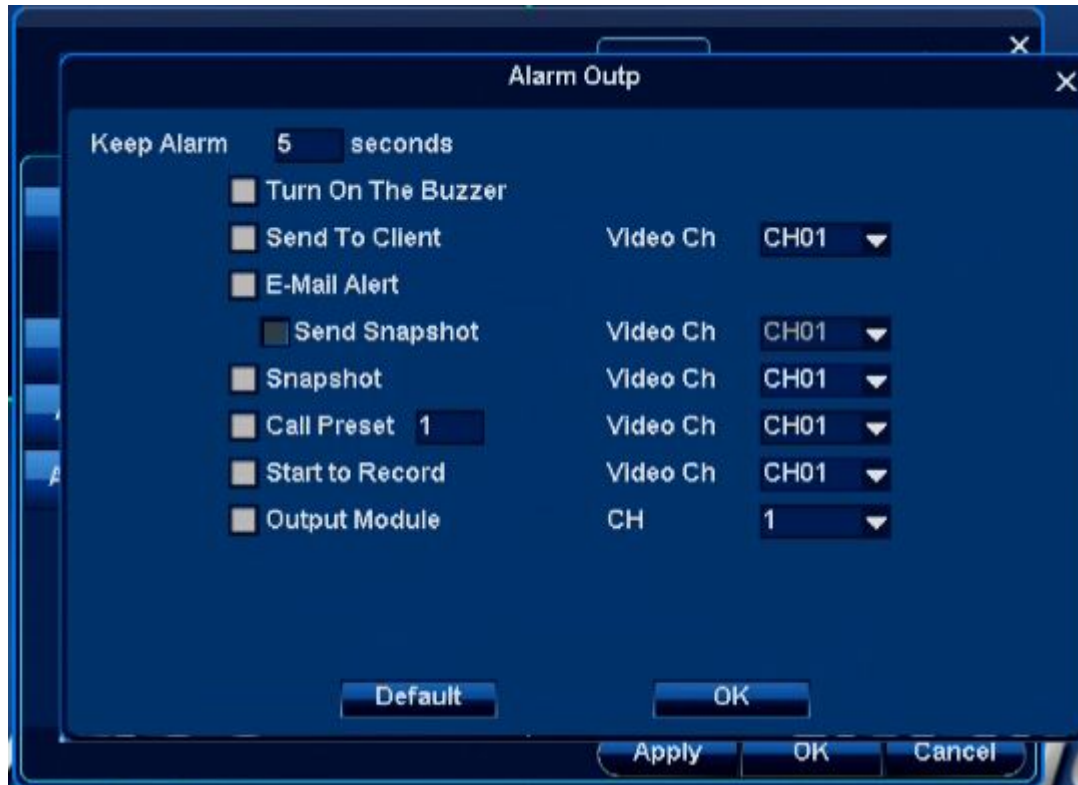 Alarm Outp
Keep Alarm 5 seconds
Turn On The Buzzer
Send To Client Video Ch CH01
E-Mail Alert
Send Snapshot Video Ch CH01
Snapshot Video Ch CH01
Call Preset 1 Video Ch CH01
Start to Record Video Ch CH01
Output Module CH 1
Default OK
Apply OK Cancel